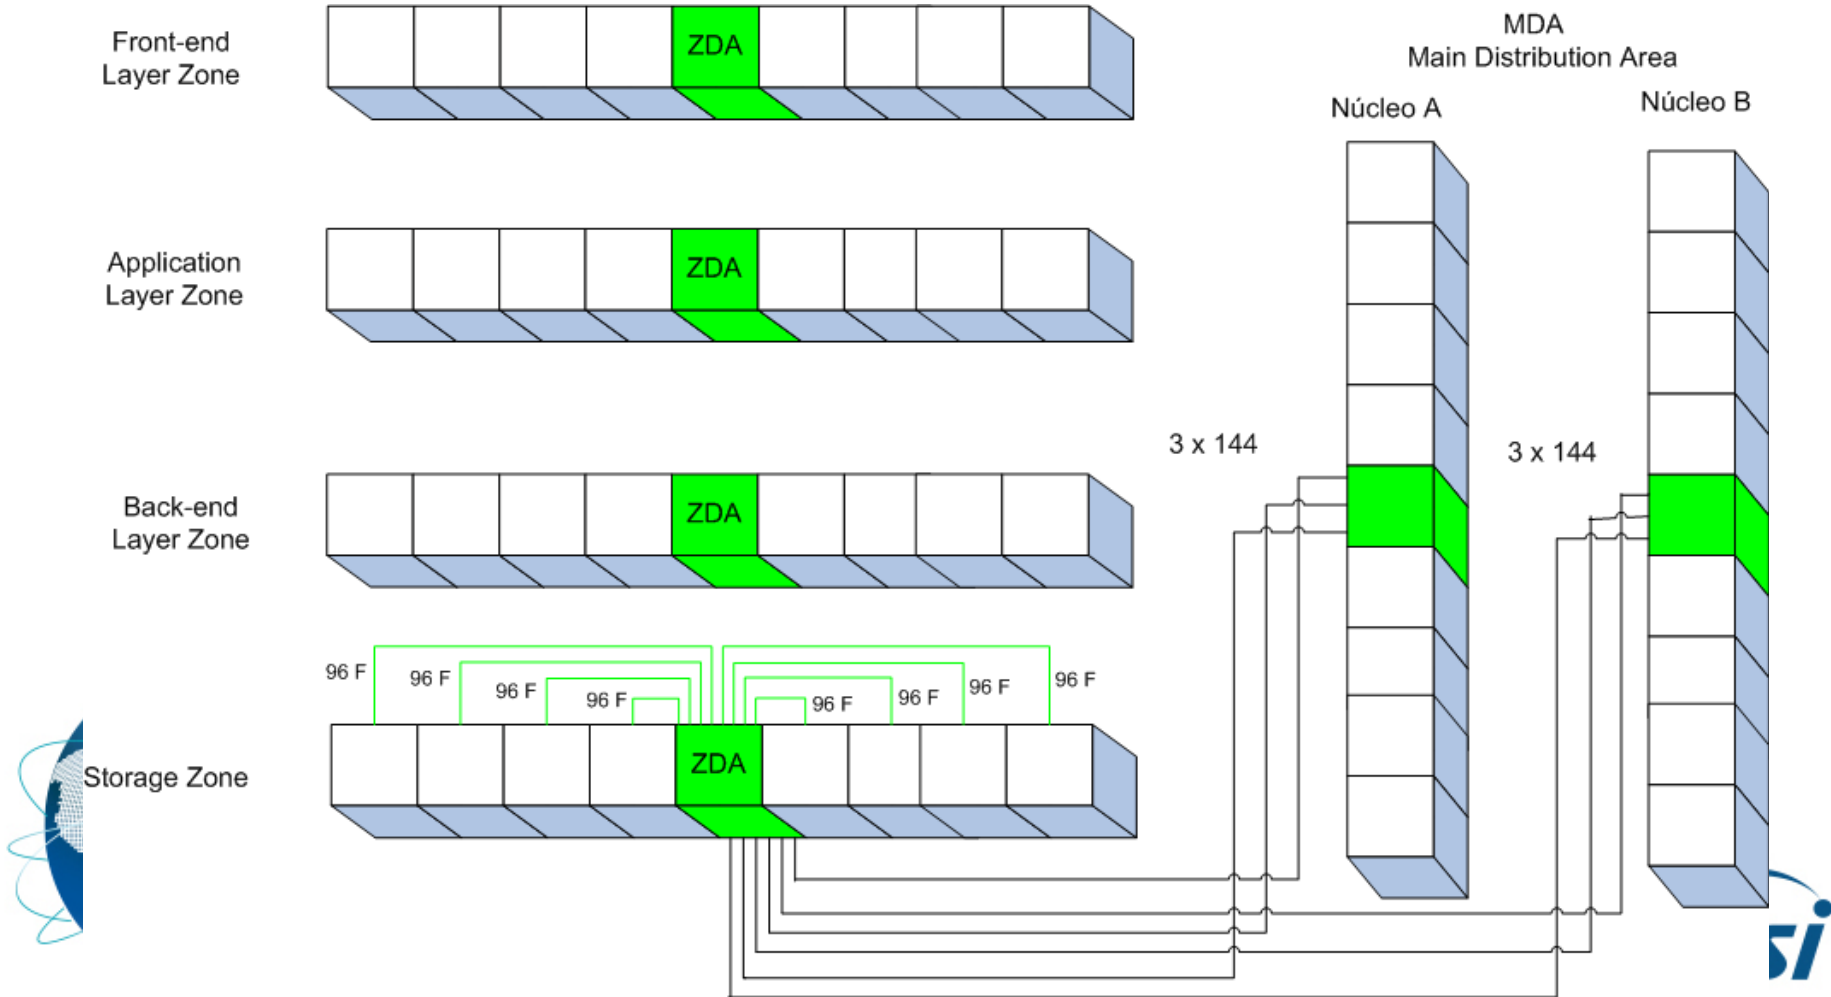 Front-end
Layer Zone
ZDA
MDA
Main Distribution Area
Núcleo A
Núcleo B
Application
Layer Zone
ZDA
3 x 144
3 x 144
Back-end
Layer Zone
ZDA
96 F
96 F
96 F
96 F
96 F
96 F
96 F
96 F
Storage Zone
ZDA
si